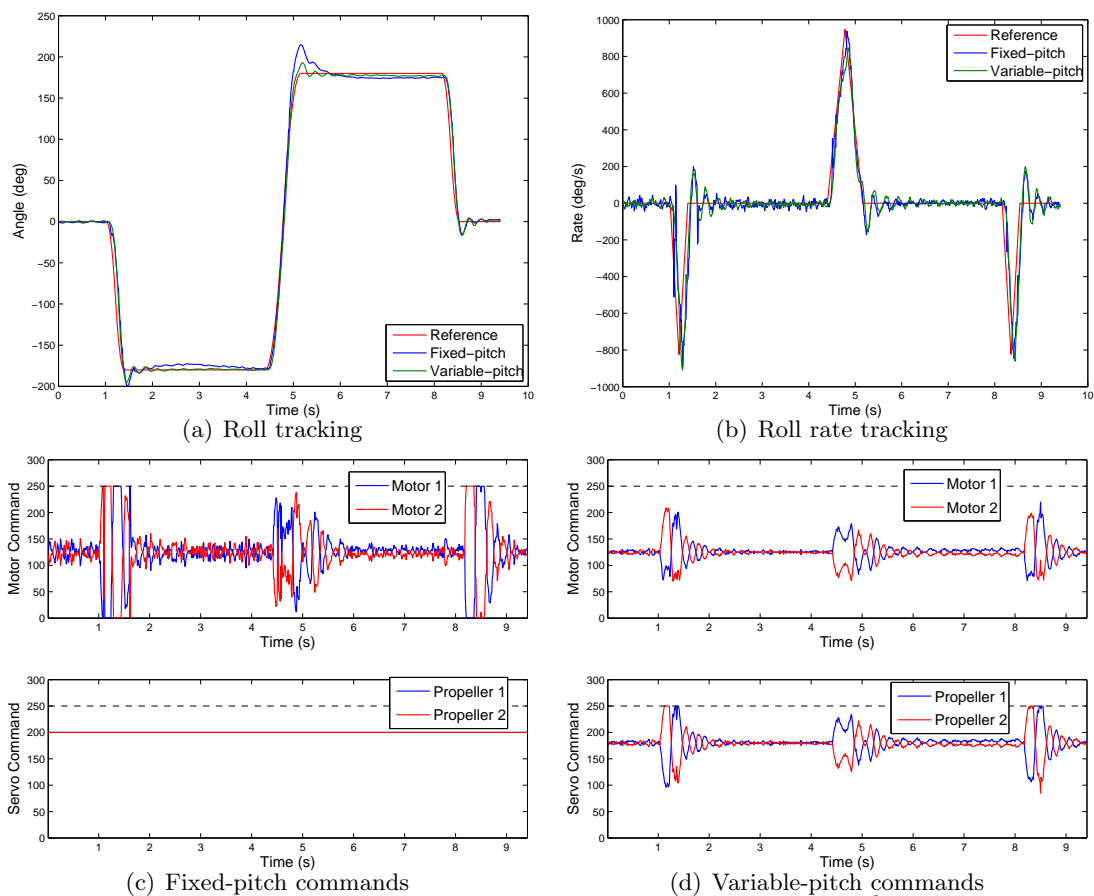 250
200
150
100
50
0
−50
−100
−150
−200
Angle (deg)
0 1 2 3 4 5 6 7 8 9 10
Time (s)
Reference
Fixed−pitch
Variable−pitch
(a) Roll tracking
1000
800
600
400
200
0
−200
−400
−600
−800
−1000
Rate (deg/s)
0 1 2 3 4 5 6 7 8 9 10
Time (s)
Reference
Fixed−pitch
Variable−pitch
(b) Roll rate tracking
300
250
200
150
100
50
0
Motor Command
1 2 3 4 5 6 7 8 9
Time (s)
Motor 1
Motor 2
300
250
200
150
100
50
0
Servo Command
1 2 3 4 5 6 7 8 9
Time (s)
Propeller 1
Propeller 2
(c) Fixed-pitch commands
300
250
200
150
100
50
0
Motor Command
1 2 3 4 5 6 7 8 9
Time (s)
Motor 1
Motor 2
300
250
200
150
100
50
0
Servo Command
1 2 3 4 5 6 7 8 9
Time (s)
Propeller 1
Propeller 2
(d) Variable-pitch commands